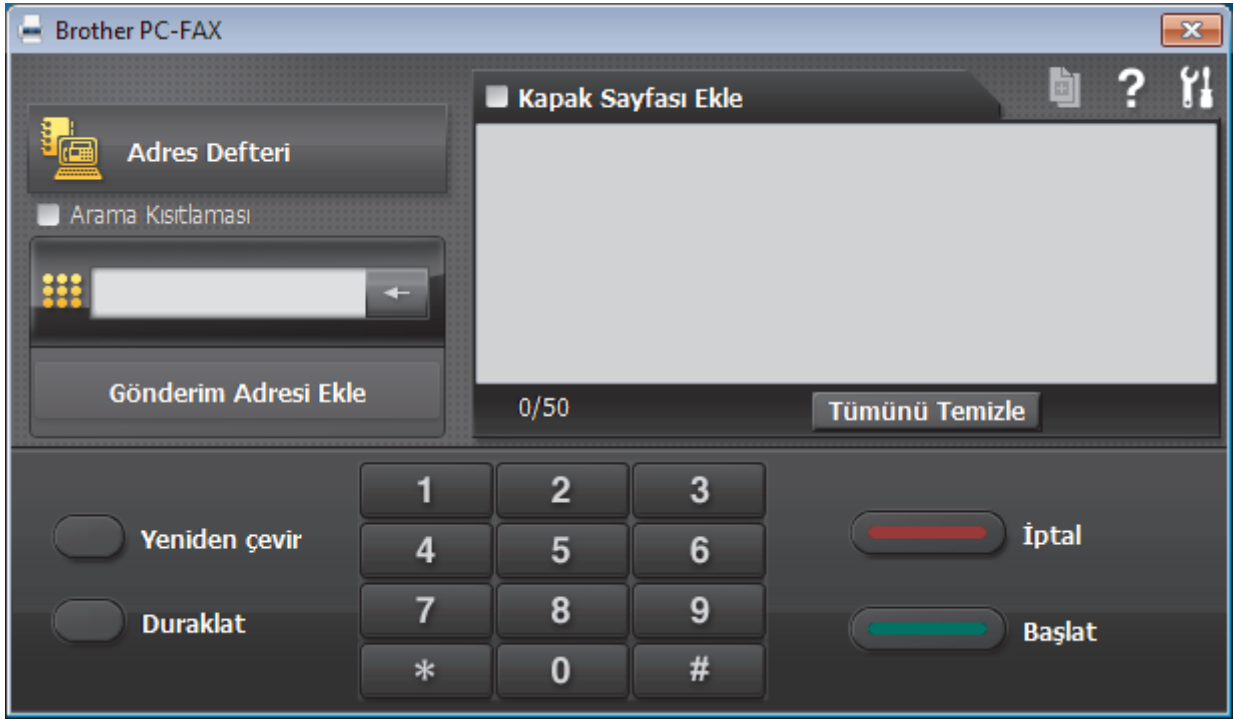 Brother PC-FAX
Kapak Sayfası Ekle
?
Adres Defteri
Arama Kısıtlaması
Gönderim Adresi Ekle
0/50
Tümünü Temizle
1 2 3
Yeniden çevir
4 5 6
İptal
7 8 9
Duraklat
Başlat
* 0 #